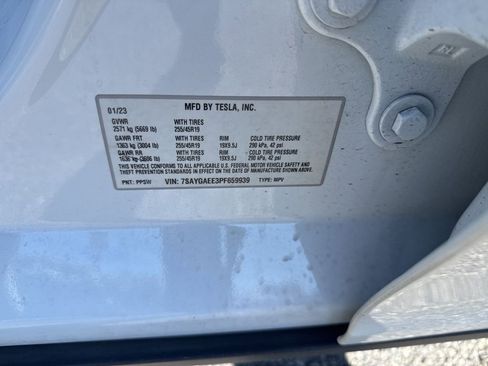 01/23 MFD BY TESLA, INC.
GVWR WITH TIRES
2571 kg (5669 lb) 255/45R19
GAWR FRT WITH TIRES RIM COLD TIRE PRESSURE
1363 kg (3004 lb) 255/45R19 19X9.5J 290 kPa, 42 psi
GAWR RR WITH TIRES RIM COLD TIRE PRESSURE
1636 kg (3606 lb) 255/45R19 19X9.5J 290 kPa, 42 psi
THIS VEHICLE CONFORMS TO ALL APPLICABLE U.S. FEDERAL MOTOR VEHICLE SAFETY
AND THEFT PREVENTION STANDARDS IN EFFECT ON THE DATE OF MANUFACTURE SHOWN ABOVE.
PNT: PPSW VIN: 7SAYGAEE3PF659939 TYPE: MPV